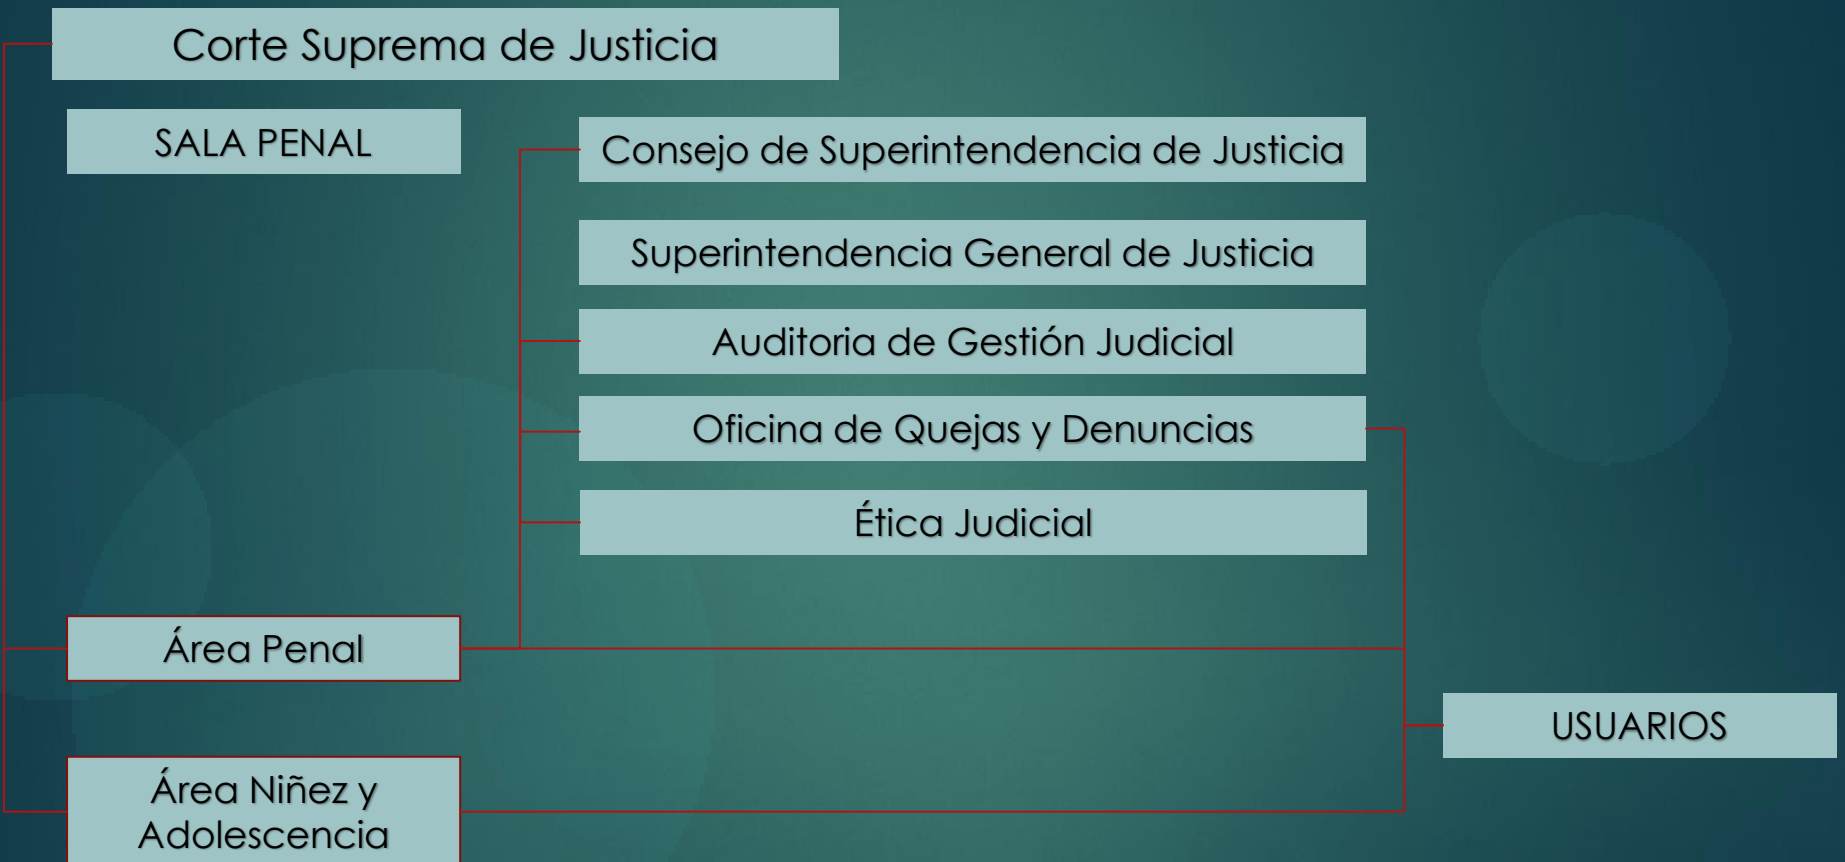 Corte Suprema de Justicia
SALA PENAL
Consejo de Superintendencia de Justicia
Superintendencia General de Justicia
Auditoria de Gestión Judicial
Oficina de Quejas y Denuncias
Ética Judicial
Área Penal
USUARIOS
Área Niñez y
Adolescencia